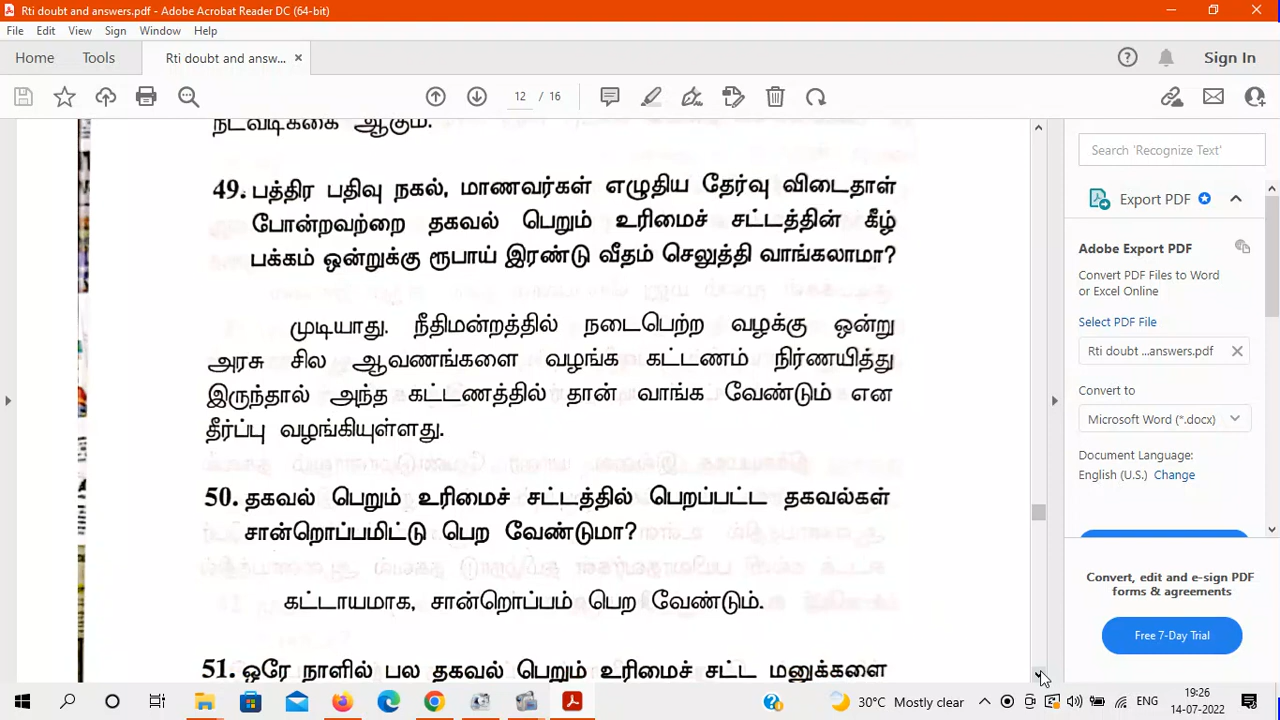 Rti doubt and answers.pdf - Adobe Acrobat Reader DC (64-bit)
File Edit View Sign Window Help
Home Tools Rti doubt and answ... × Sign In
12 / 16
நடவடிக்கை ஆகும்.
49. பத்திர பதிவு நகல், மாணவர்கள் எழுதிய தேர்வு விடைதாள்
போன்றவற்றை தகவல் பெறும் உரிமைச் சட்டத்தின் கீழ்
பக்கம் ஒன்றுக்கு ரூபாய் இரண்டு வீதம் செலுத்தி வாங்கலாமா?
முடியாது. நீதிமன்றத்தில் நடைபெற்ற வழக்கு ஒன்று
அரசு சில ஆவணங்களை வழங்க கட்டணம் நிர்ணயித்து
இருந்தால் அந்த கட்டணத்தில் தான் வாங்க வேண்டும் என
தீர்ப்பு வழங்கியுள்ளது.
50. தகவல் பெறும் உரிமைச் சட்டத்தில் பெறப்பட்ட தகவல்கள்
சான்றொப்பமிட்டு பெற வேண்டுமா?
கட்டாயமாக, சான்றொப்பம் பெற வேண்டும்.
51. ஒரே நாளில் பல தகவல் பெறும் உரிமைச் சட்ட மனுக்களை
Search 'Recognize Text'
Export PDF
Adobe Export PDF
Convert PDF Files to Word
or Excel Online
Select PDF File
Rti doubt ...answers.pdf ×
Convert to
Microsoft Word (*.docx)
Document Language:
English (U.S.) Change
Convert, edit and e-sign PDF
forms & agreements
Free 7-Day Trial
30°C Mostly clear ENG 19:26
14-07-2022